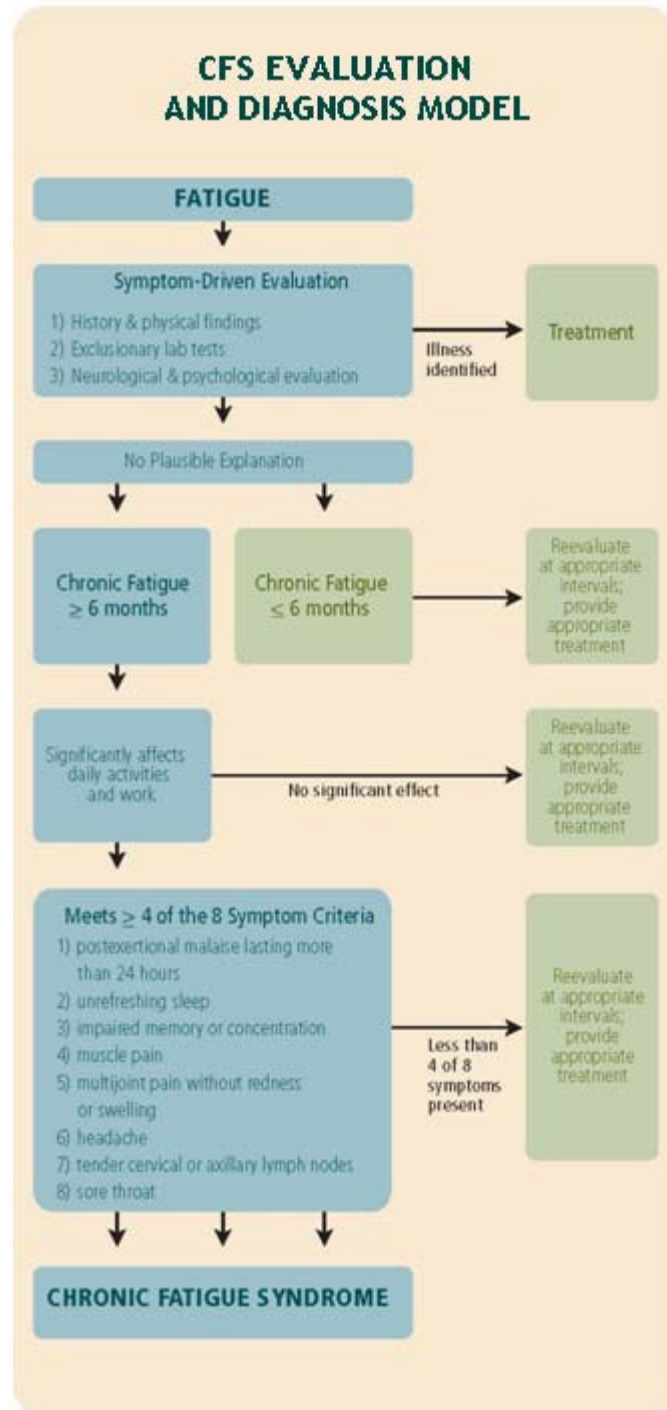 CFS EVALUATION
AND DIAGNOSIS MODEL
FATIGUE
Symptom-Driven Evaluation
1) History & physical findings
2) Exclusionary lab tests
3) Neurological & psychological evaluation
Illness
identified
Treatment
No Plausible Explanation
Chronic Fatigue
≥ 6 months
Chronic Fatigue
≤ 6 months
Reevaluate
at appropriate
intervals;
provide
appropriate
treatment
Significantly affects
daily activities
and work
No significant effect
Reevaluate
at appropriate
intervals;
provide
appropriate
treatment
Meets ≥ 4 of the 8 Symptom Criteria
1) postexertional malaise lasting more
than 24 hours
2) unrefreshing sleep
3) impaired memory or concentration
4) muscle pain
5) multijoint pain without redness
or swelling
6) headache
7) tender cervical or axillary lymph nodes
8) sore throat
Less than
4 of 8
symptoms
present
Reevaluate
at appropriate
intervals;
provide
appropriate
treatment
CHRONIC FATIGUE SYNDROME